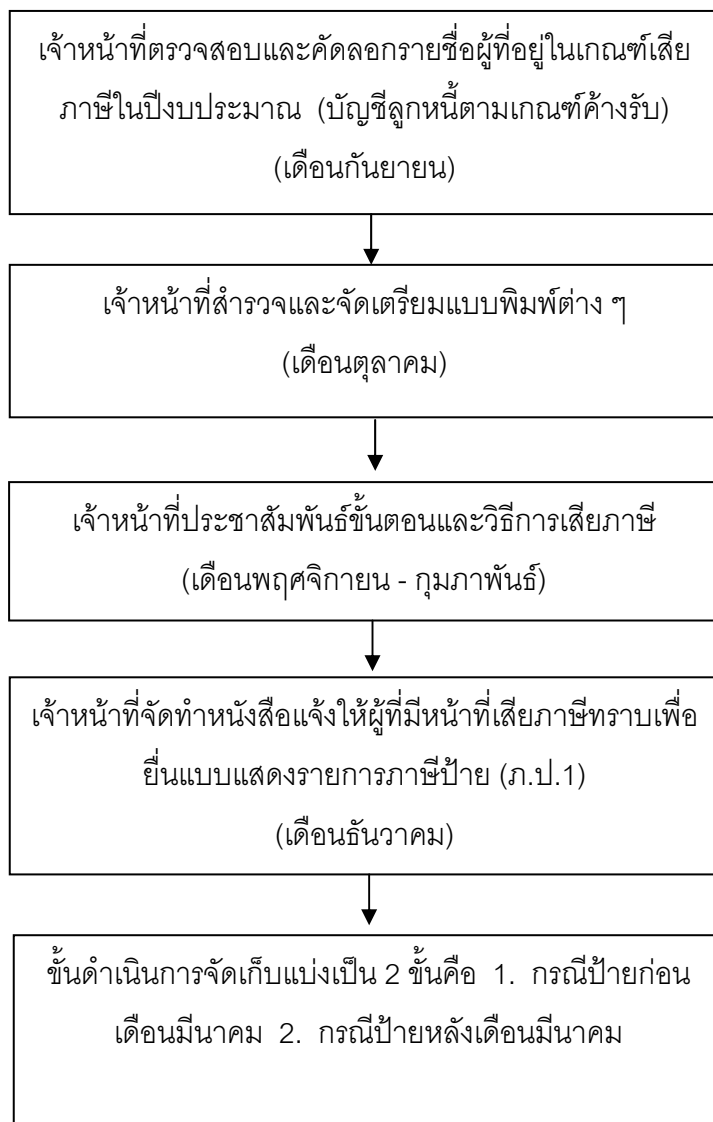 เจ้าหน้าที่ตรวจสอบและคัดลอกรายชื่อผู้ที่อยู่ในเกณฑ์เสีย
ภาษีในปีงบประมาณ (บัญชีลูกหนี้ตามเกณฑ์ค้างรับ)
(เดือนกันยายน)
เจ้าหน้าที่สำรวจและจัดเตรียมแบบพิมพ์ต่าง ๆ
(เดือนตุลาคม)
เจ้าหน้าที่ประชาสัมพันธ์ขั้นตอนและวิธีการเสียภาษี
(เดือนพฤศจิกายน - กุมภาพันธ์)
เจ้าหน้าที่จัดทำหนังสือแจ้งให้ผู้ที่มีหน้าที่เสียภาษีทราบเพื่อ
ยื่นแบบแสดงรายการภาษีป้าย (ภ.ป.1)
(เดือนธันวาคม)
ขั้นดำเนินการจัดเก็บแบ่งเป็น 2 ขั้นคือ 1. กรณีป้ายก่อน
เดือนมีนาคม 2. กรณีป้ายหลังเดือนมีนาคม